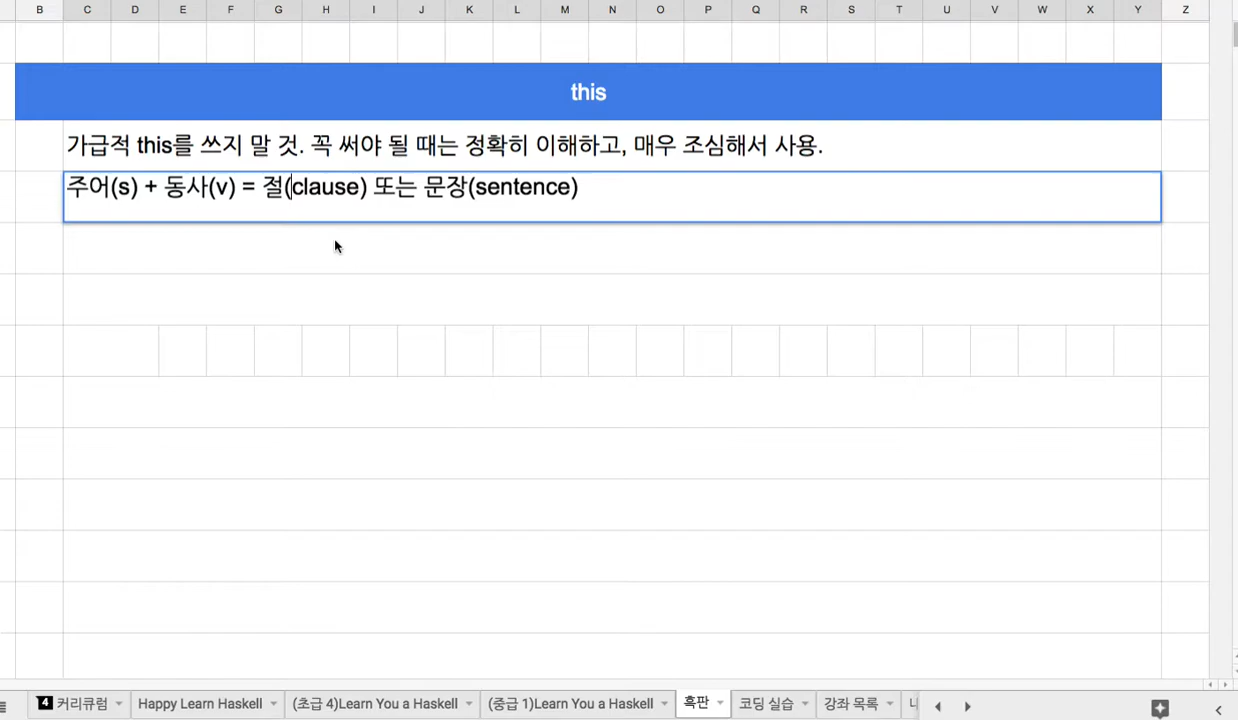 B C D E F G H I J K L M N O P Q R S T U V W X Y Z
this
가급적 this를 쓰지 말 것. 꼭 써야 될 때는 정확히 이해하고, 매우 조심해서 사용.
주어(s) + 동사(v) = 절(clause) 또는 문장(sentence)
4 커리큘럼 Happy Learn Haskell (초급 4)Learn You a Haskell (중급 1)Learn You a Haskell 흑판 코딩 실습 강좌 목록